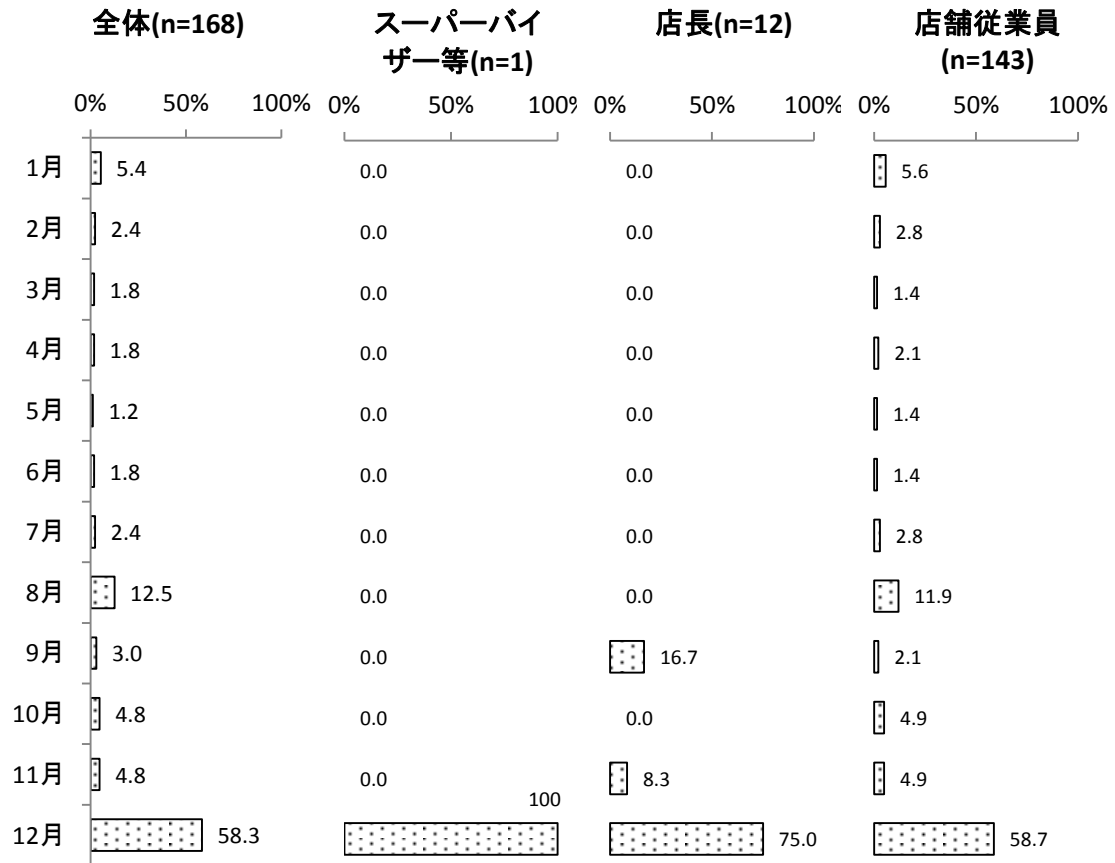 全体(n=168) スーパーバイ 店長(n=12) 店舗従業員
ザー等(n=1) (n=143)
0% 50% 100% 0% 50% 100% 0% 50% 100% 0% 50% 100%
1月 5.4 0.0 0.0 5.6
2月 2.4 0.0 0.0 2.8
3月 1.8 0.0 0.0 1.4
4月 1.8 0.0 0.0 2.1
5月 1.2 0.0 0.0 1.4
6月 1.8 0.0 0.0 1.4
7月 2.4 0.0 0.0 2.8
8月 12.5 0.0 0.0 11.9
9月 3.0 0.0 16.7 2.1
10月 4.8 0.0 0.0 4.9
11月 4.8 0.0 8.3 4.9
12月 58.3 100 75.0 58.7